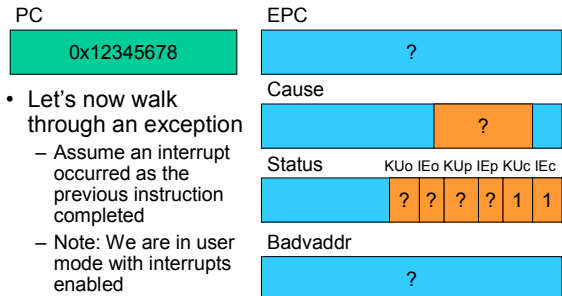 PC
0x12345678
• Let's now walk
through an exception
– Assume an interrupt
occurred as the
previous instruction
completed
– Note: We are in user
mode with interrupts
enabled
EPC
?
Cause
?
Status
KUo IEo KUp IEp KUc IEc
? ? ? ? 1 1
Badvaddr
?